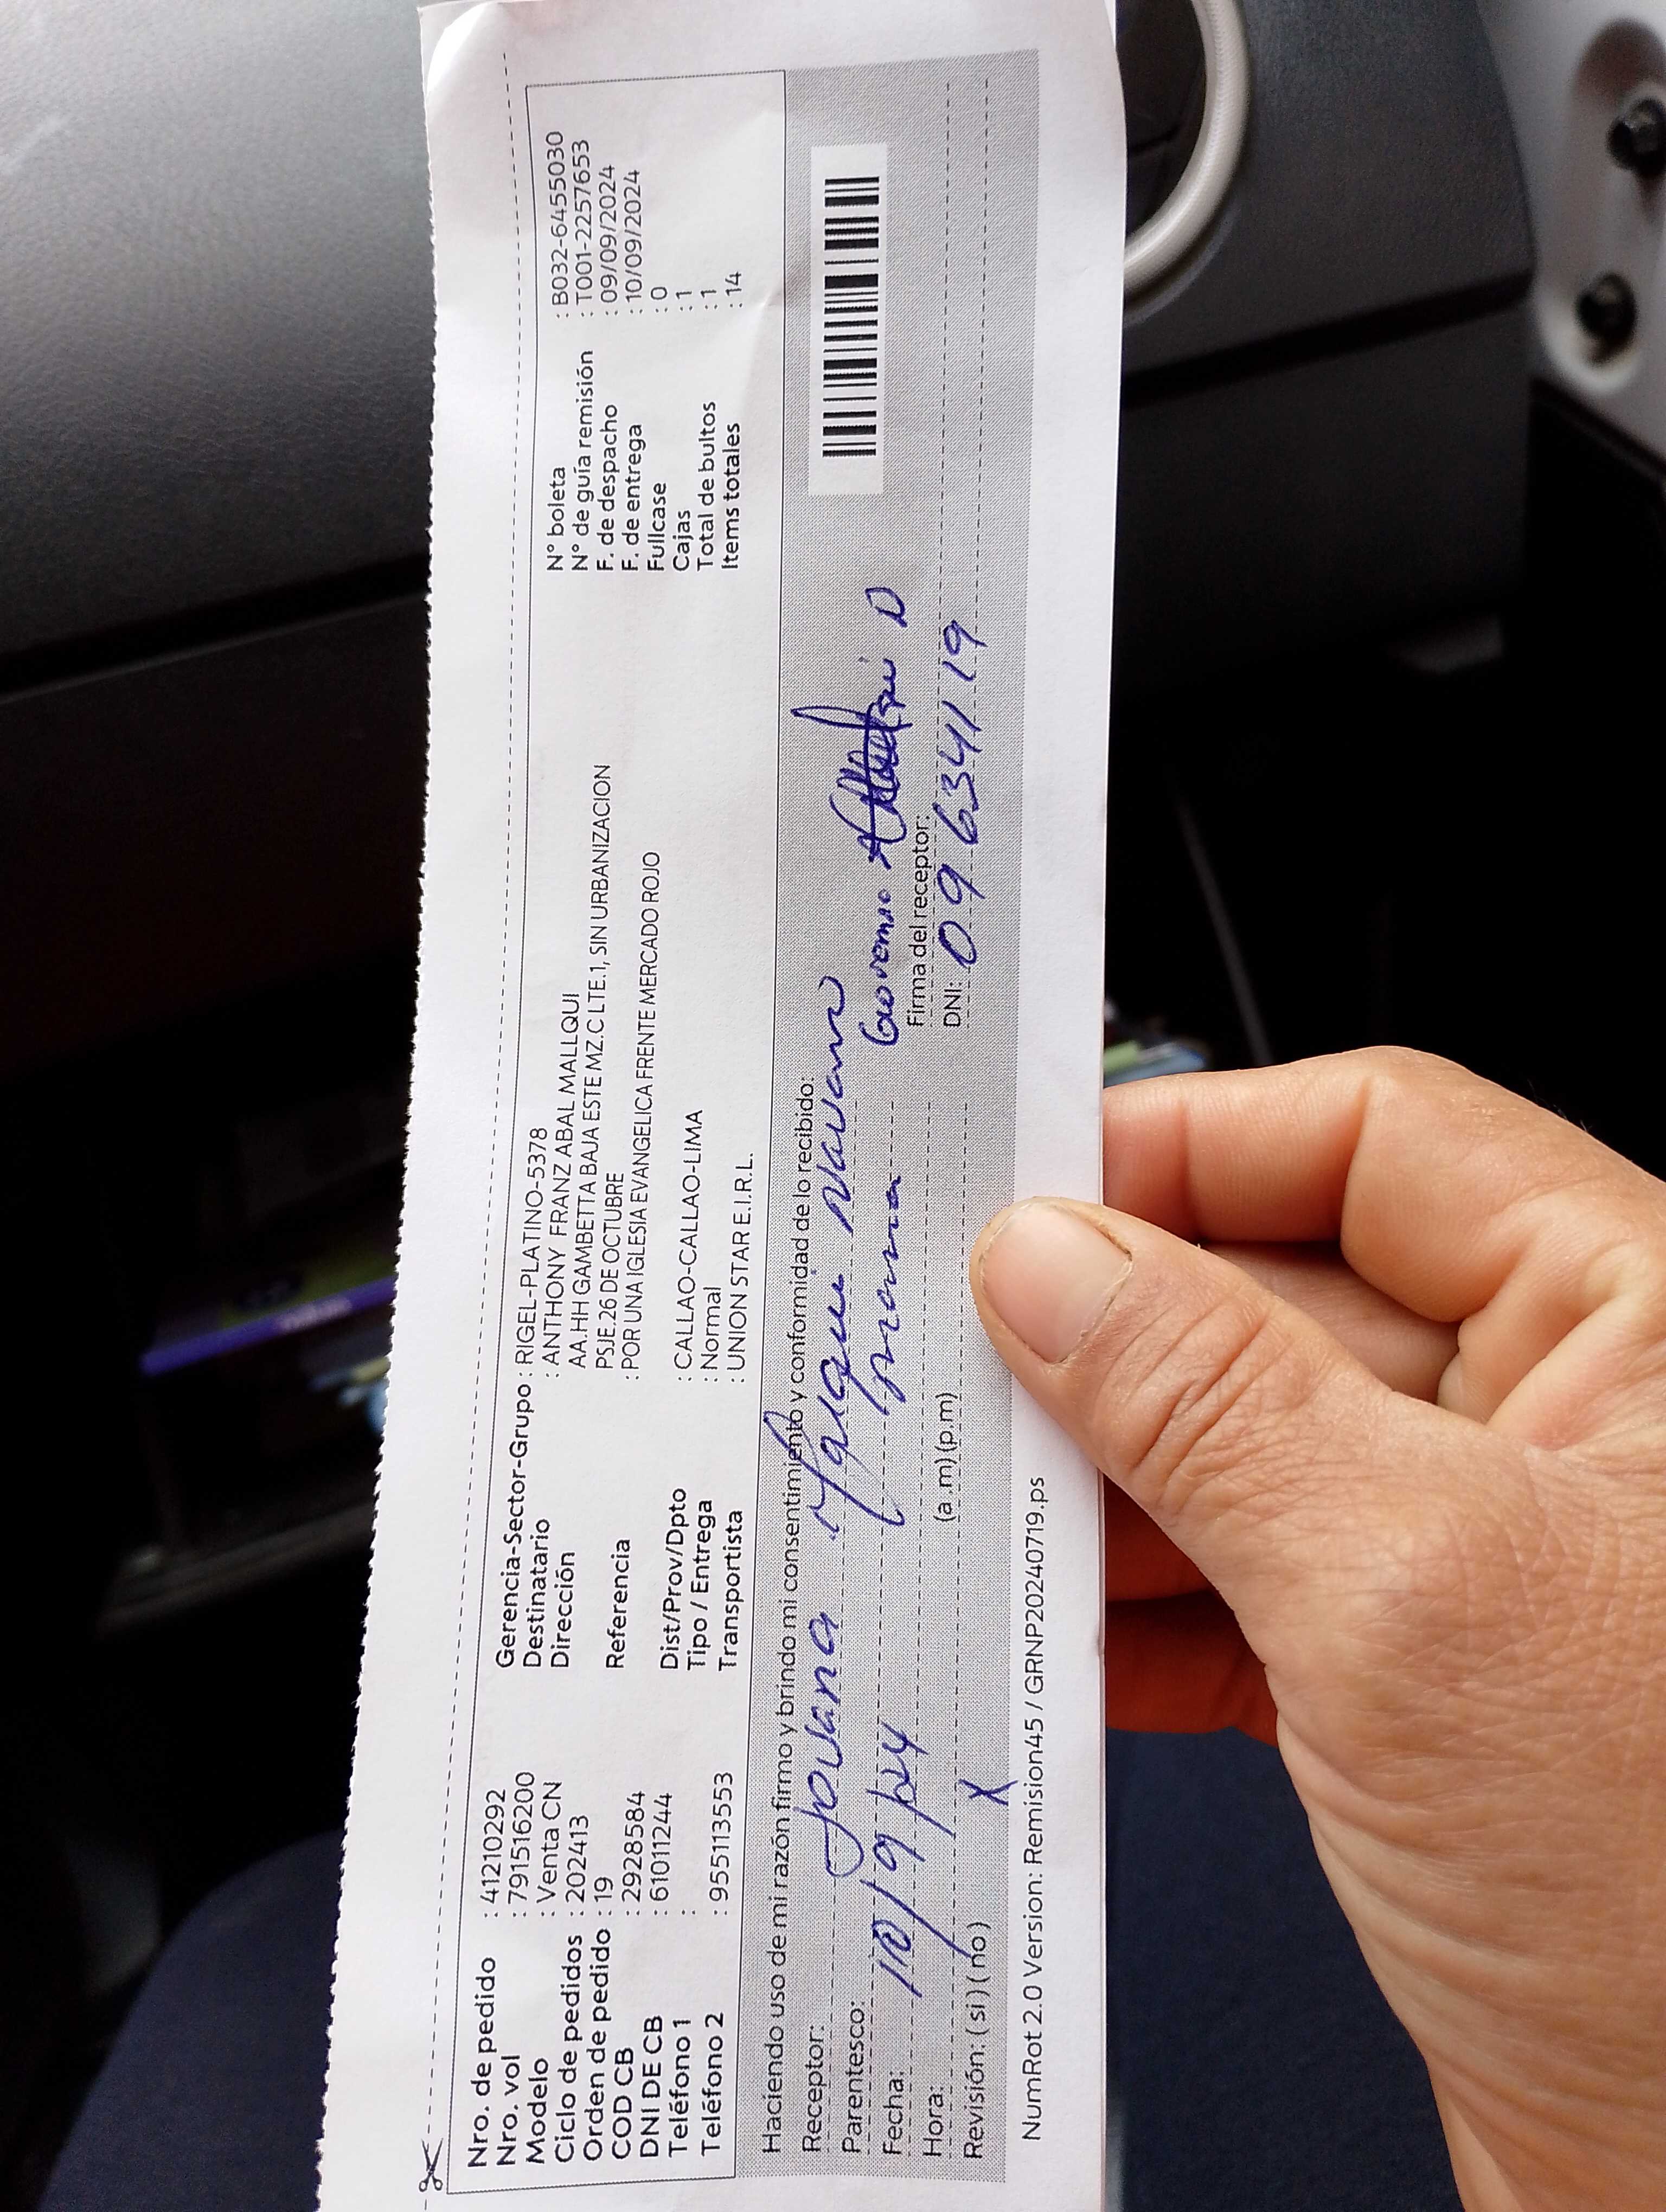 Nro. de pedido : 41210292
Nro. vol : 791516200
Modelo : Venta CN
Ciclo de pedidos : 202413
Orden de pedido : 19
COD CB : 2928584
DNI DE CB : 61011244
Teléfono 1 :
Teléfono 2 : 955113553
Gerencia-Sector-Grupo : RIGEL-PLATINO-5378
Destinatario : ANTHONY FRANZ ABAL MALLQUI
Dirección AA.HH GAMBETTA BAJA ESTE MZ.C LTE.1, SIN URBANIZACION
PSJE.26 DE OCTUBRE
Referencia : POR UNA IGLESIA EVANGELICA FRENTE MERCADO ROJO
Dist/Prov/Dpto : CALLAO-CALLAO-LIMA
Tipo / Entrega : Normal
Transportista : UNION STAR E.I.R.L.
N° boleta : B032-6455030
N° de guía remisión : T001-2257653
F. de despacho : 09/09/2024
F. de entrega : 10/09/2024
Fullcase : 0
Cajas : 1
Total de bultos : 1
Items totales : 14
Haciendo uso de mi razón firmo y brindo mi consentimiento y conformidad de lo recibido:
Receptor: Jovana
Parentesco: mama
Fecha: 10/9/24
Hora: (a.m) (p.m)
Revisión: ( si ) ( no ) X
Firma del receptor:
DNI: 09634119
NumRot 2.0 Version: Remision45 / GRNP20240719.ps